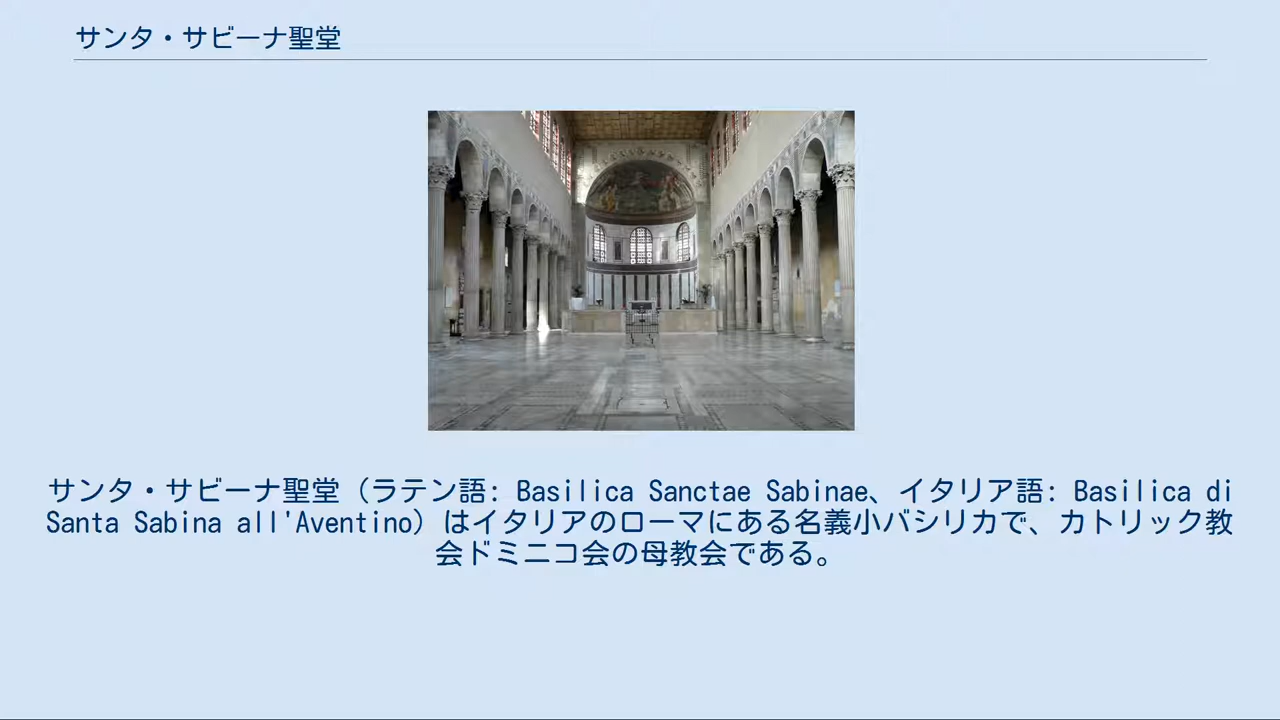 サンタ・サビーナ聖堂
サンタ・サビーナ聖堂（ラテン語: Basilica Sanctae Sabinae、イタリア語: Basilica di
Santa Sabina all'Aventino）はイタリアのローマにある名義小バシリカで、カトリック教
会ドミニコ会の母教会である。